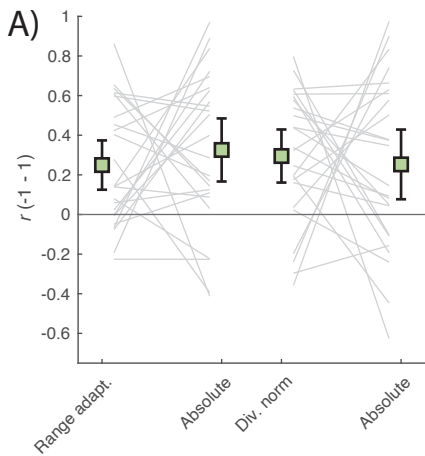 A)
1
0.8
0.6
0.4
0.2
0
-0.2
-0.4
-0.6
r (-1 - 1)
Range adapt.
Absolute
Div. norm
Absolute